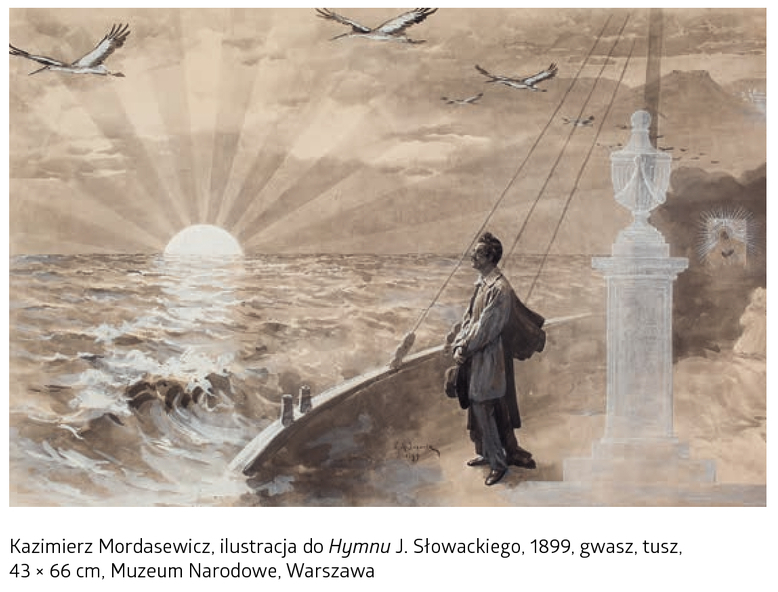 Kazimierz Mordasewicz, ilustracja do Hymnu J. Słowackiego, 1899, gwasz, tusz,
43 × 66 cm, Muzeum Narodowe, Warszawa